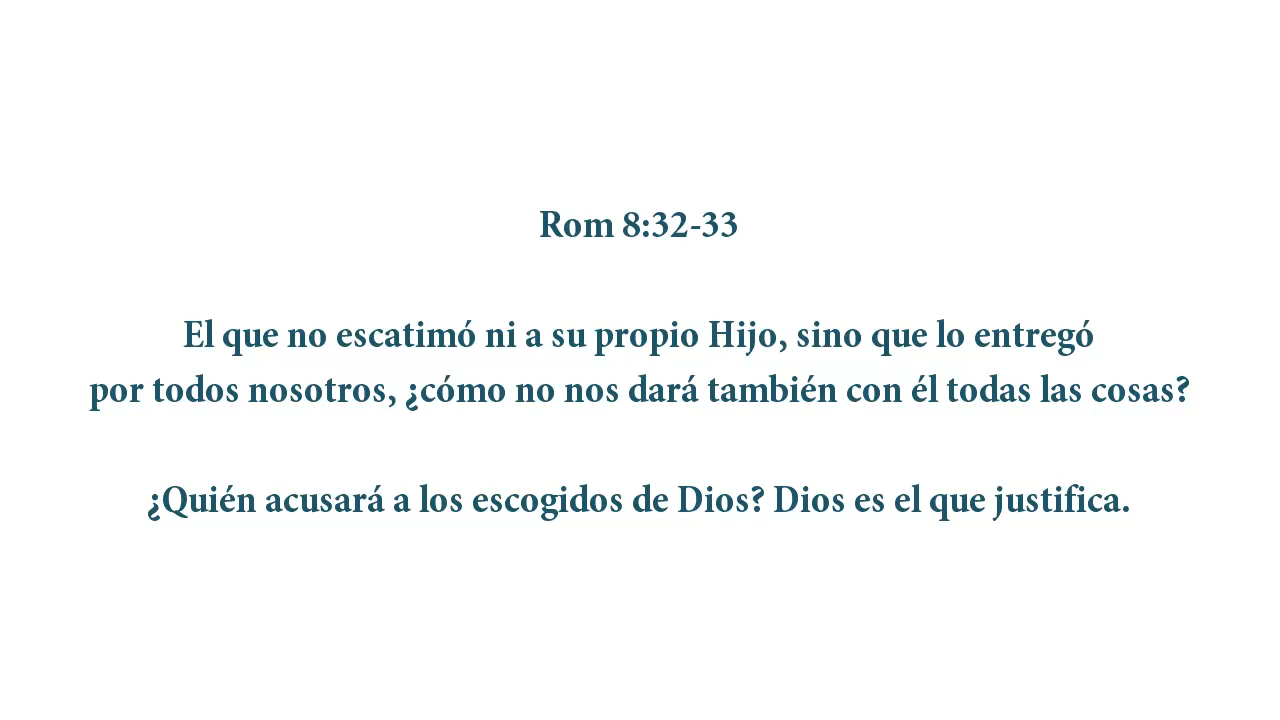 Rom 8:32-33
El que no escatimó ni a su propio Hijo, sino que lo entregó
por todos nosotros, ¿cómo no nos dará también con él todas las cosas?
¿Quién acusará a los escogidos de Dios? Dios es el que justifica.